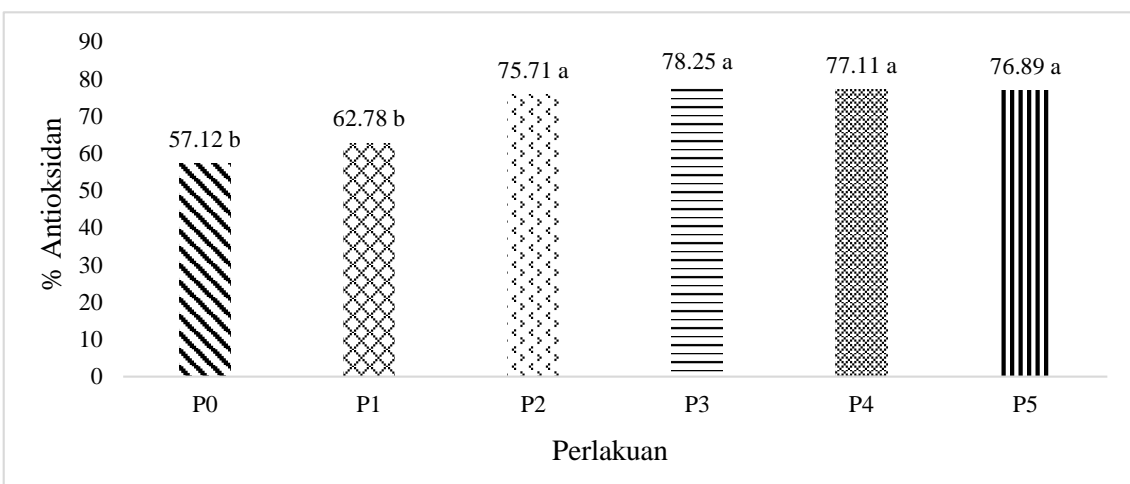 90
80
70
60
50
40
30
20
10
0
% Antioksidan
57.12 b
62.78 b
75.71 a
78.25 a
77.11 a
76.89 a
P0 P1 P2 P3 P4 P5
Perlakuan